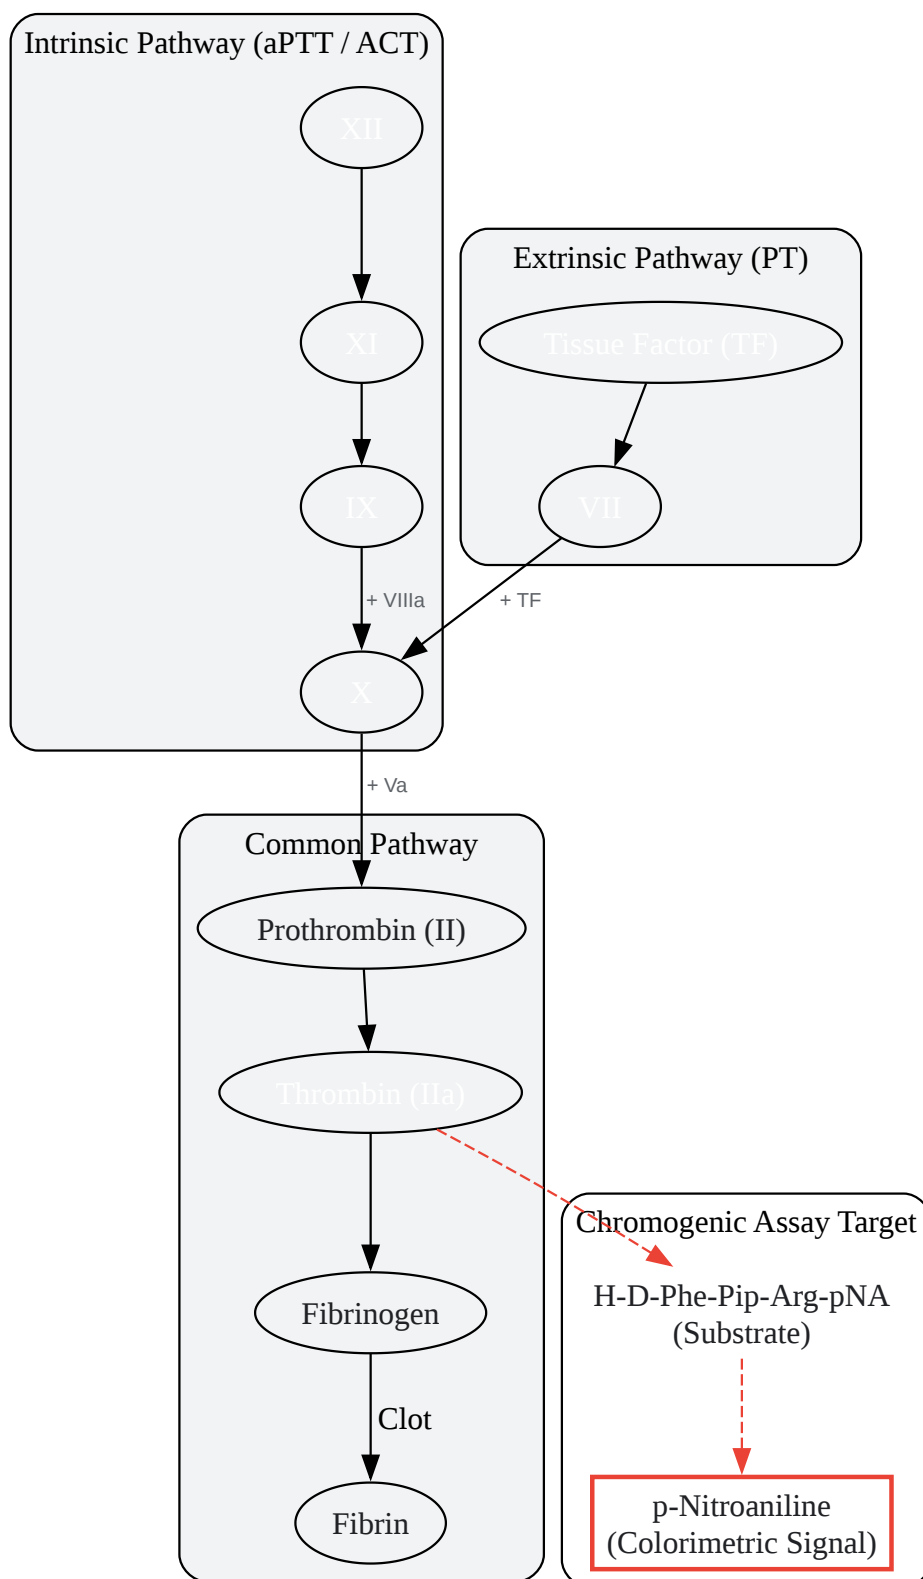 Intrinsic Pathway (aPTT / ACT)
XII
Extrinsic Pathway (PT)
XI
Tissue Factor (TF)
IX
VII
+ VIIIa
+ TF
X
+ Va
Common Pathway
Prothrombin (II)
Thrombin (IIa)
Chromogenic Assay Target
H-D-Phe-Pip-Arg-pNA
(Substrate)
Fibrinogen
Clot
p-Nitroaniline
(Colorimetric Signal)
Fibrin